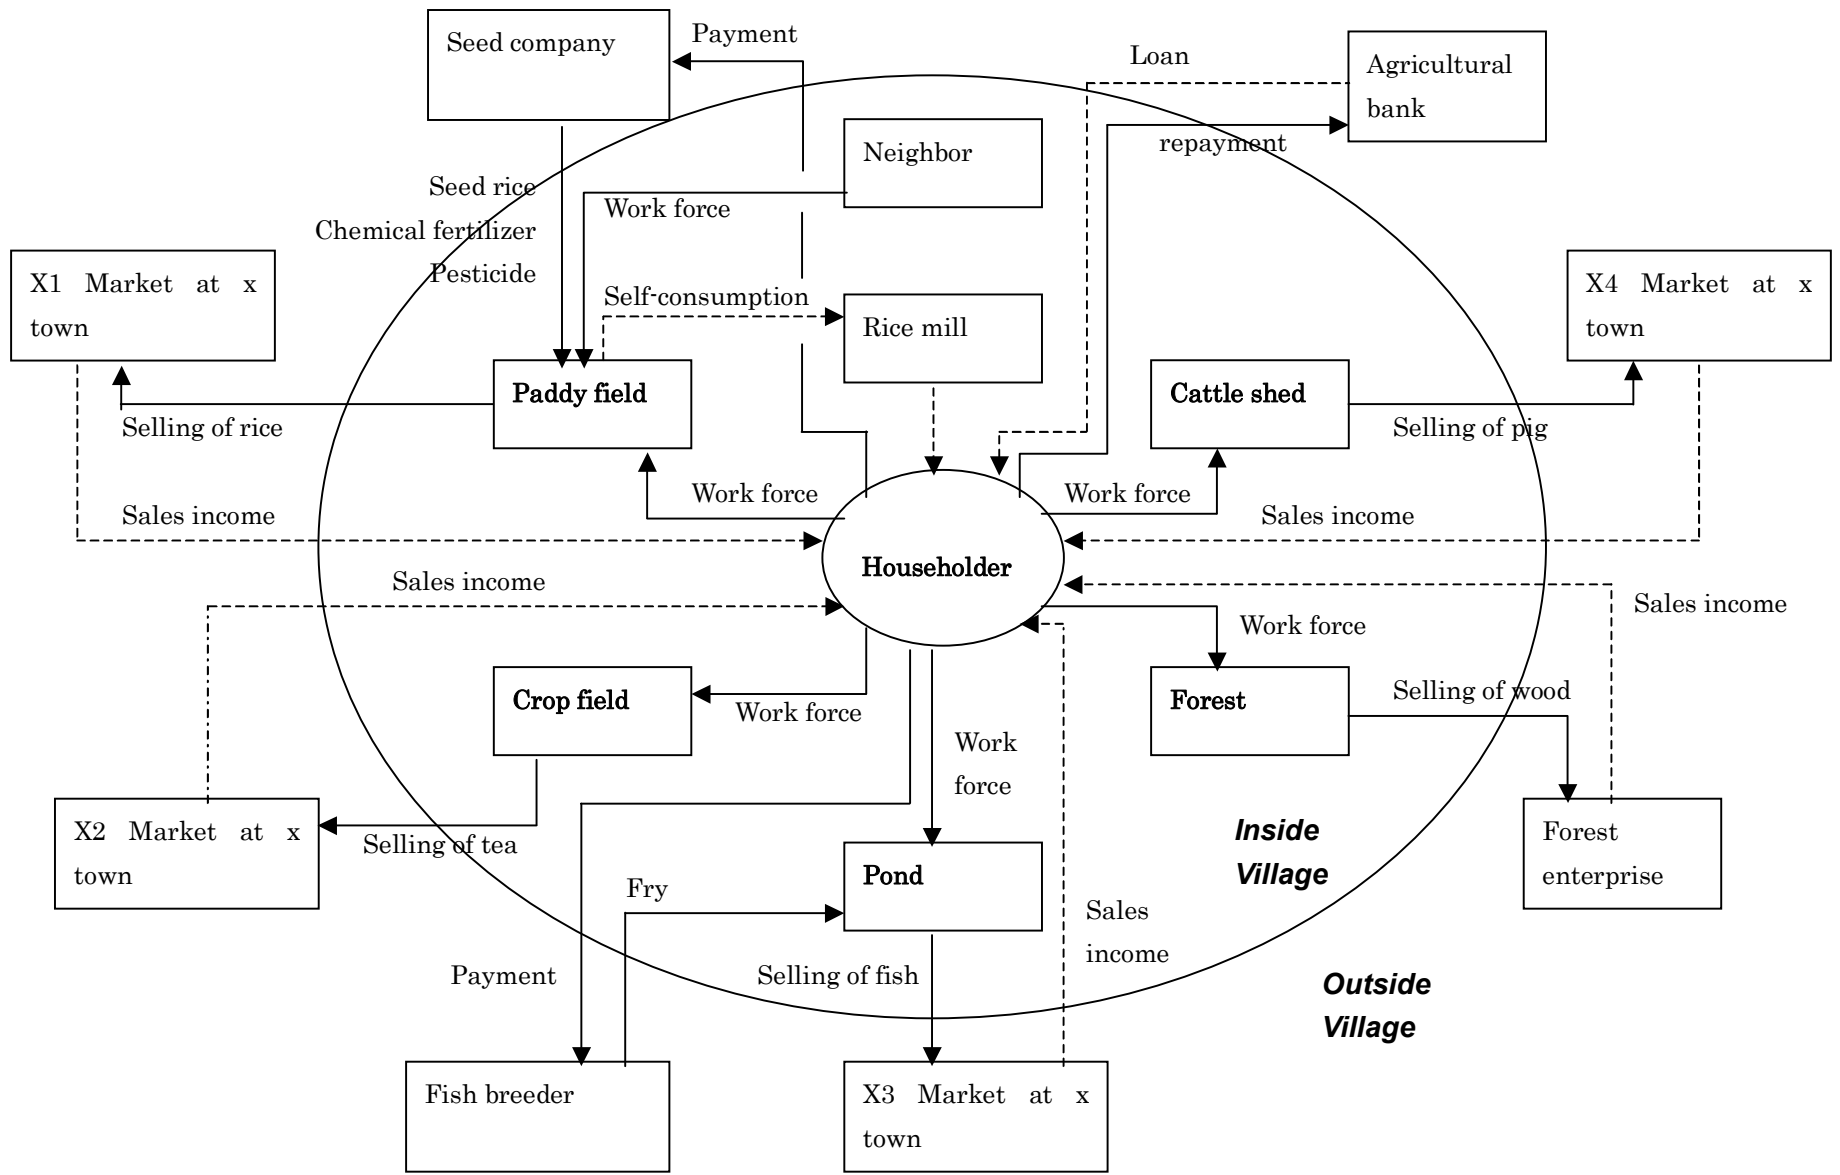 Seed company
Payment
Loan
Agricultural
bank
repayment
Neighbor
Seed rice
Work force
Chemical fertilizer
Pesticide
X1 Market at x
town
Self-consumption
Rice mill
X4 Market at x
town
Paddy field
Cattle shed
Selling of rice
Selling of pig
Work force
Work force
Sales income
Sales income
Householder
Sales income
Sales income
Work force
Crop field
Work force
Forest
Selling of wood
Work
force
X2 Market at x
town
Selling of tea
Inside
Village
Forest
enterprise
Pond
Fry
Sales
income
Payment
Selling of fish
Outside
Village
Fish breeder
X3 Market at x
town